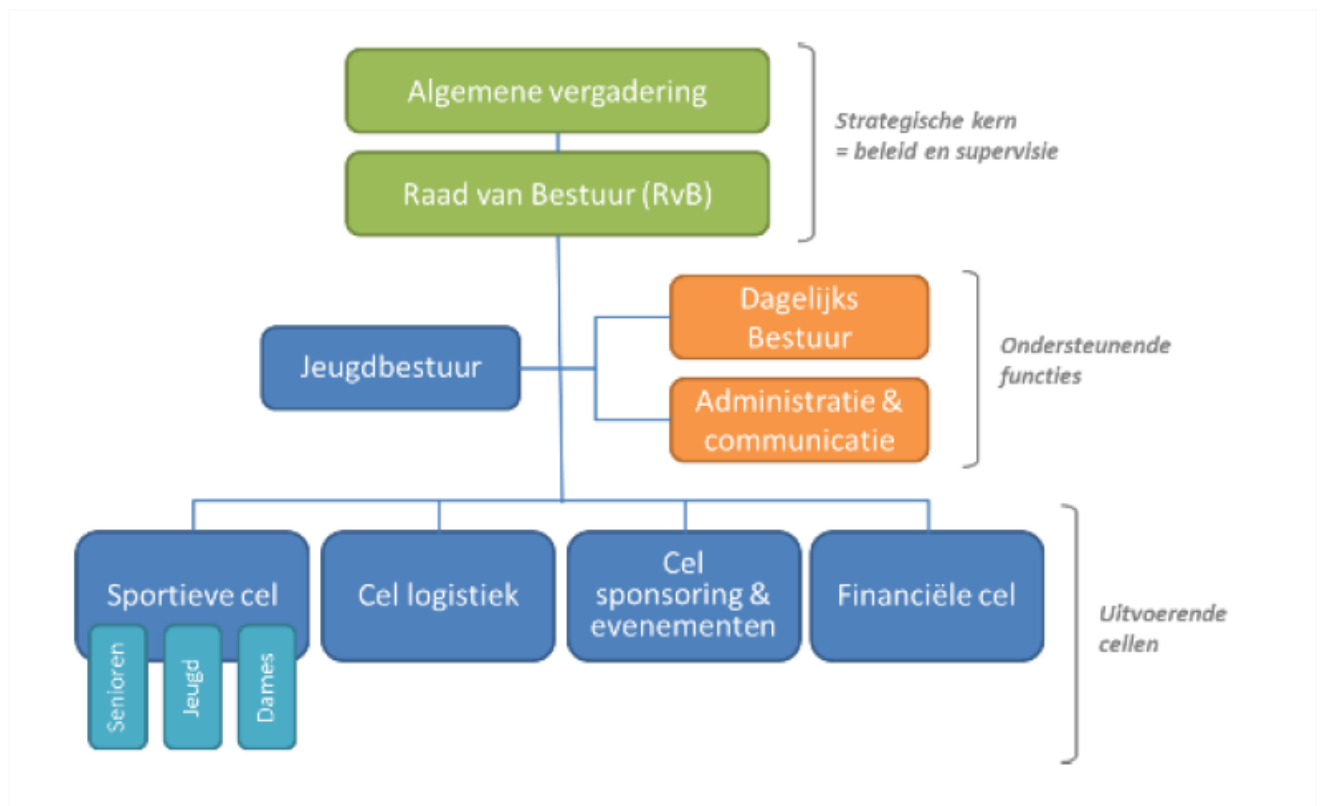 Algemene vergadering
Strategische kern
= beleid en supervisie
Raad van Bestuur (RvB)
Dagelijks
Bestuur
Jeugdbestuur
Ondersteunende
functies
Administratie &
communicatie
Sportieve cel
Cel logistiek
Cel
sponsoring &
evenementen
Financiële cel
Uitvoerende
cellen
Senioren
Jeugd
Dames